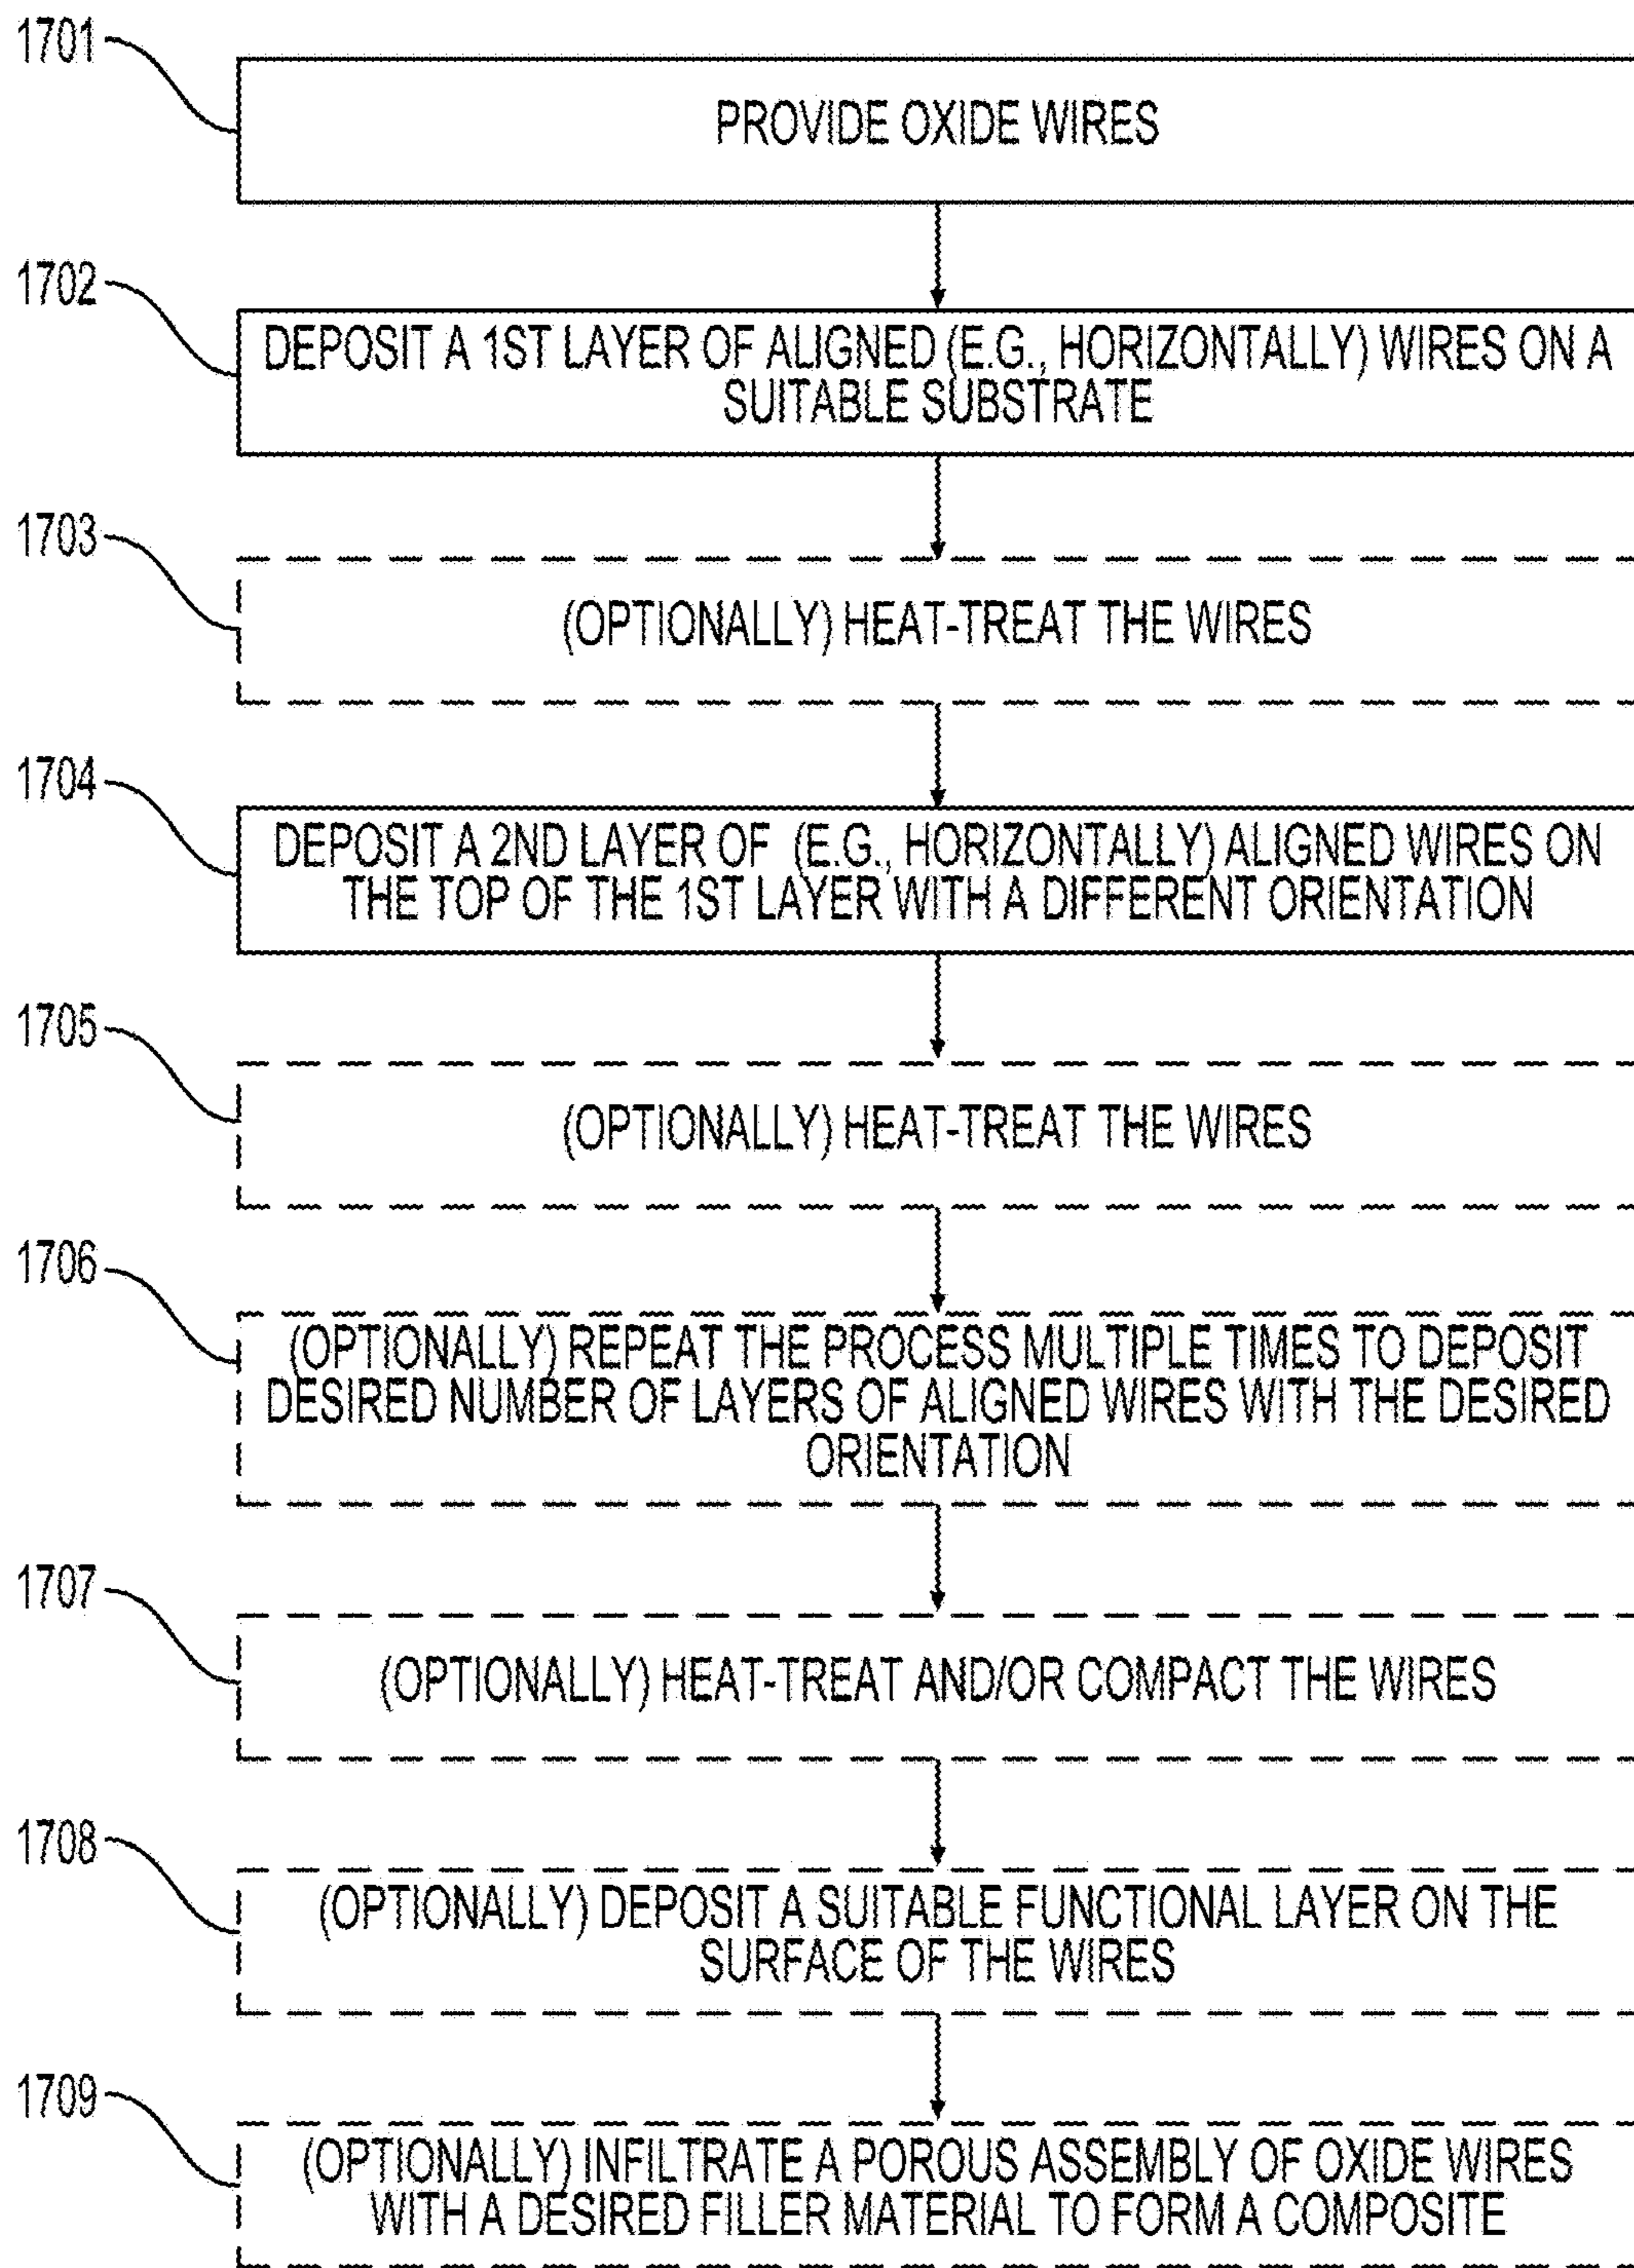 1701
PROVIDE OXIDE WIRES
1702
DEPOSIT A 1ST LAYER OF ALIGNED (E.G., HORIZONTALLY) WIRES ON A
SUITABLE SUBSTRATE
1703
(OPTIONALLY) HEAT-TREAT THE WIRES
1704
DEPOSIT A 2ND LAYER OF (E.G., HORIZONTALLY) ALIGNED WIRES ON
THE TOP OF THE 1ST LAYER WITH A DIFFERENT ORIENTATION
1705
(OPTIONALLY) HEAT-TREAT THE WIRES
1706
(OPTIONALLY) REPEAT THE PROCESS MULTIPLE TIMES TO DEPOSIT
DESIRED NUMBER OF LAYERS OF ALIGNED WIRES WITH THE DESIRED
ORIENTATION
1707
(OPTIONALLY) HEAT-TREAT AND/OR COMPACT THE WIRES
1708
(OPTIONALLY) DEPOSIT A SUITABLE FUNCTIONAL LAYER ON THE
SURFACE OF THE WIRES
1709
(OPTIONALLY) INFILTRATE A POROUS ASSEMBLY OF OXIDE WIRES
WITH A DESIRED FILLER MATERIAL TO FORM A COMPOSITE